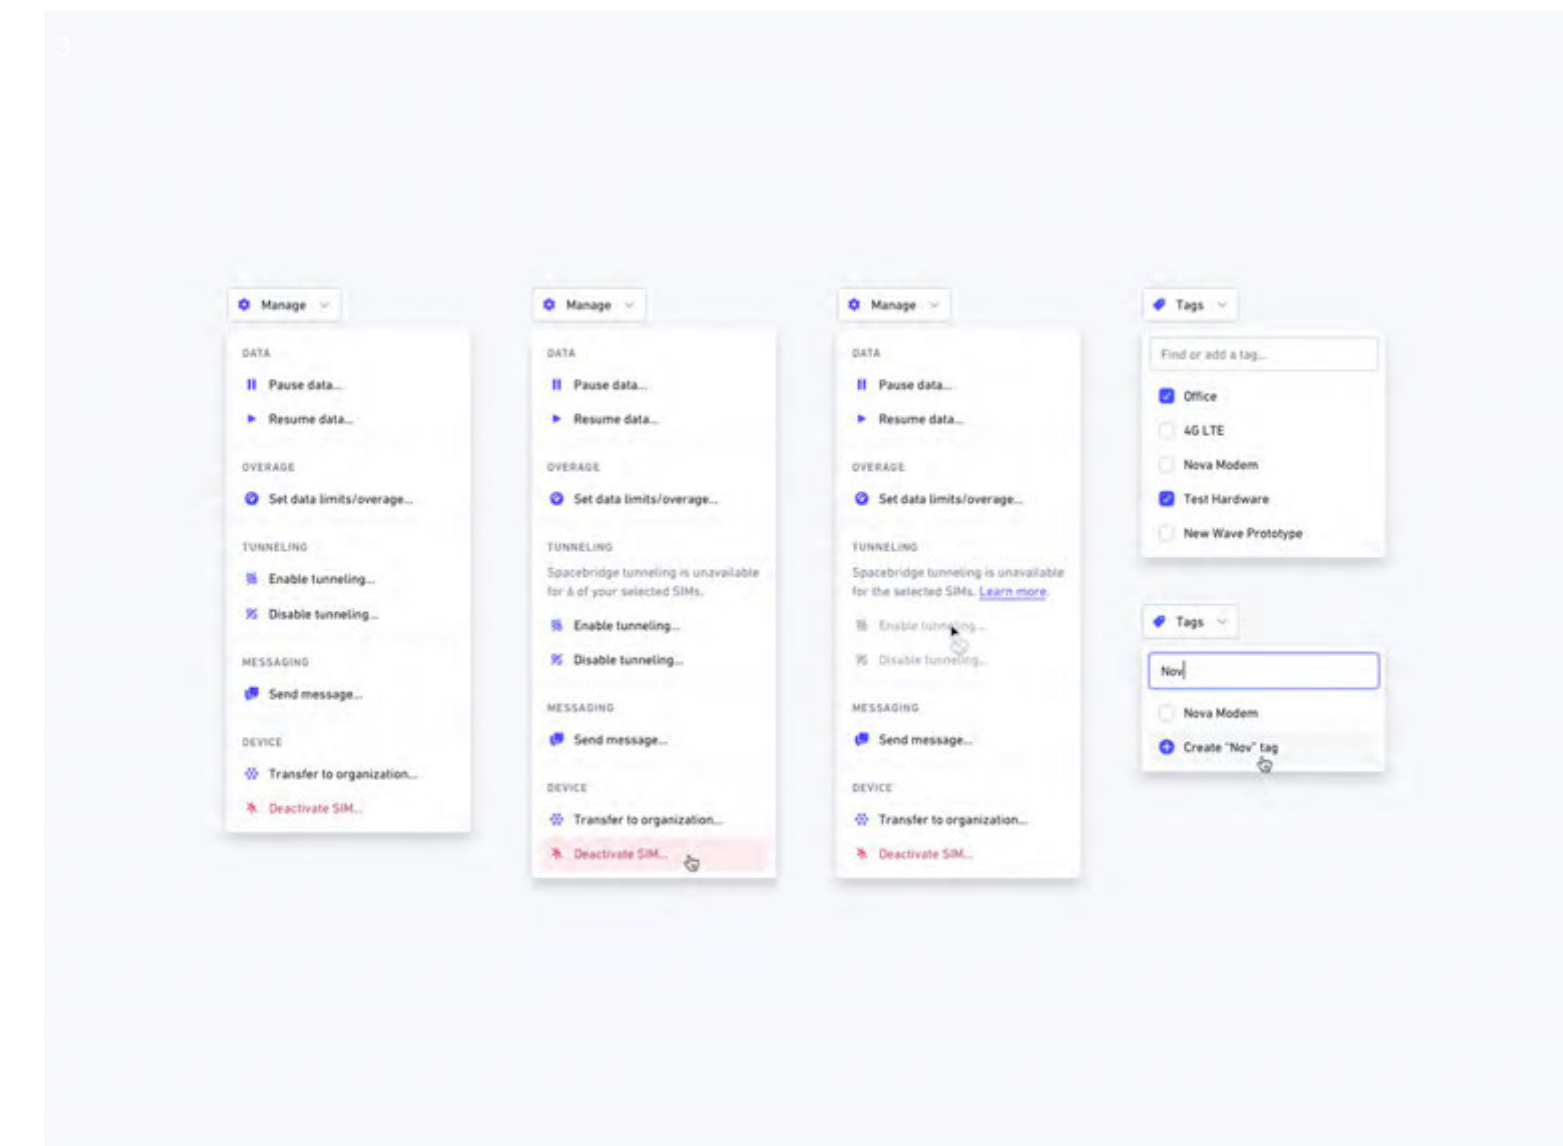 3
Manage
DATA
Pause data...
Resume data...
OVERAGE
Set data limits/overage...
TUNNELING
Enable tunneling...
Disable tunneling...
MESSAGING
Send message...
DEVICE
Transfer to organization...
Deactivate SIM...
Manage
DATA
Pause data...
Resume data...
OVERAGE
Set data limits/overage...
TUNNELING
Spacebridge tunneling is unavailable
for 6 of your selected SIMs.
Enable tunneling...
Disable tunneling...
MESSAGING
Send message...
DEVICE
Transfer to organization...
Deactivate SIM...
Manage
DATA
Pause data...
Resume data...
OVERAGE
Set data limits/overage...
TUNNELING
Spacebridge tunneling is unavailable
for the selected SIMs. Learn more.
Enable tunneling...
Disable tunneling...
MESSAGING
Send message...
DEVICE
Transfer to organization...
Deactivate SIM...
Tags
Find or add a tag...
Office
4G LTE
Nova Modem
Test Hardware
New Wave Prototype
Tags
Nov
Nova Modem
Create "Nov" tag